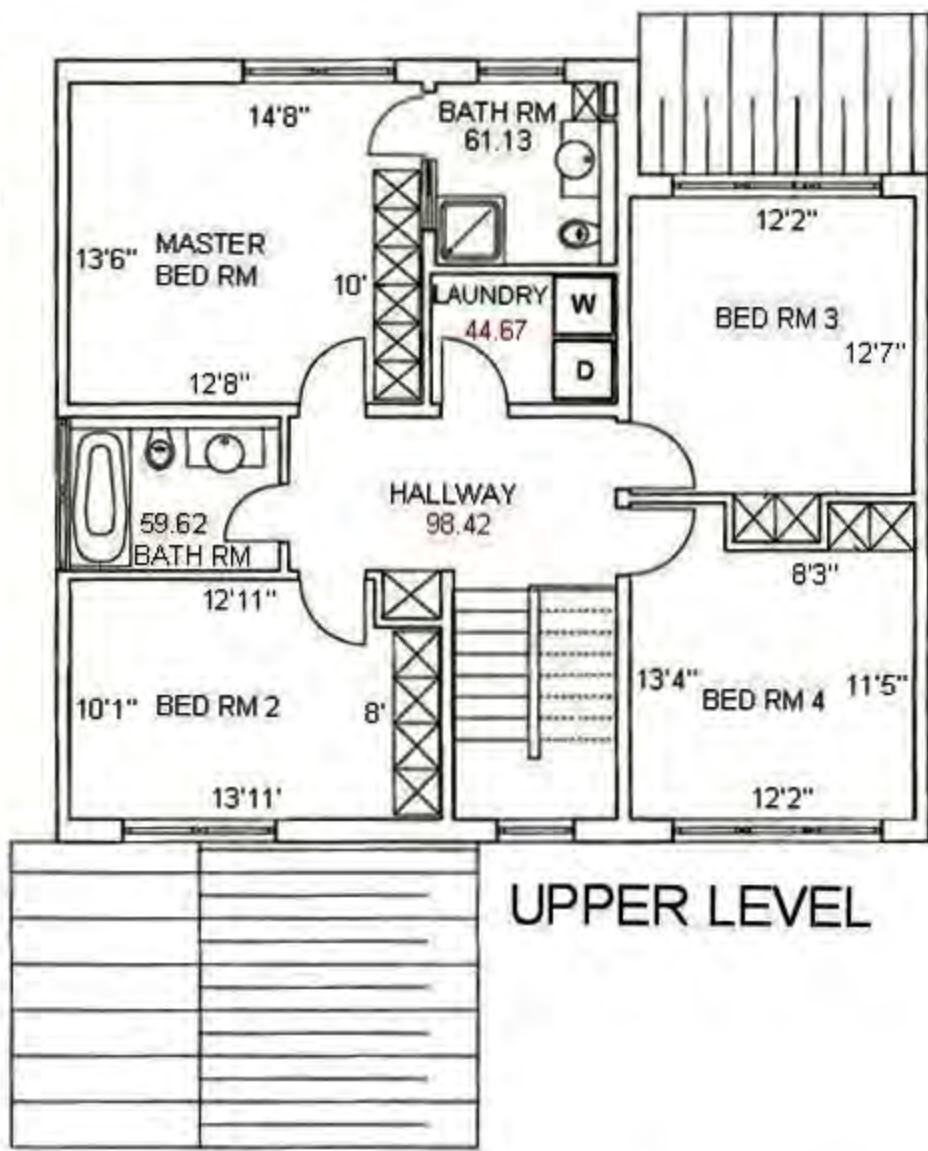 14'8"
BATH RM
61.13
12'2"
13'6"
MASTER
BED RM
10'
LAUNDRY
44.67
W
D
BED RM 3
12'7"
12'8"
HALLWAY
98.42
59.62
BATH RM
12'11"
8'3"
10'1"
BED RM 2
8'
13'4"
BED RM 4
11'5"
13'11'
12'2"
UPPER LEVEL